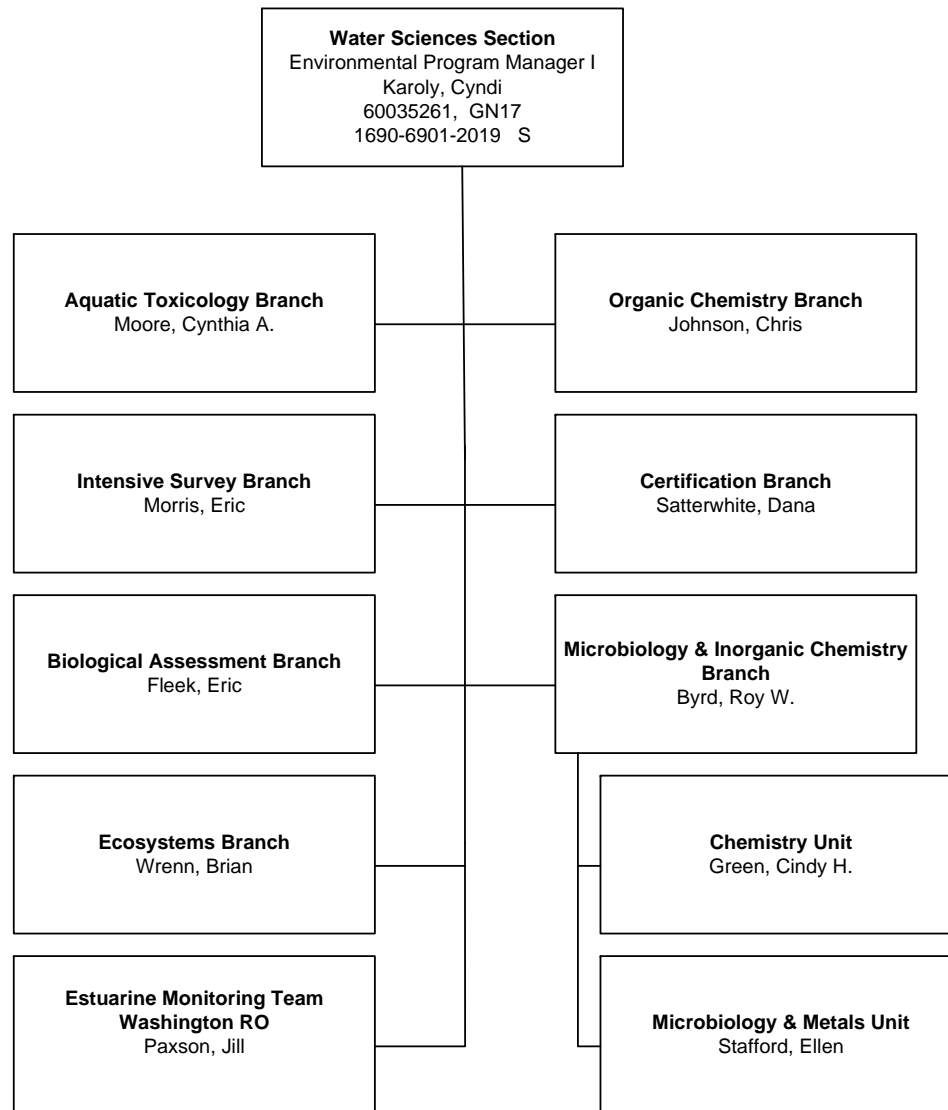 Water Sciences Section
Environmental Program Manager I
Karoly, Cyndi
60035261, GN17
1690-6901-2019 S
Aquatic Toxicology Branch
Moore, Cynthia A.
Organic Chemistry Branch
Johnson, Chris
Intensive Survey Branch
Morris, Eric
Certification Branch
Satterwhite, Dana
Biological Assessment Branch
Fleek, Eric
Microbiology & Inorganic Chemistry
Branch
Byrd, Roy W.
Ecosystems Branch
Wrenn, Brian
Chemistry Unit
Green, Cindy H.
Estuarine Monitoring Team
Washington RO
Paxson, Jill
Microbiology & Metals Unit
Stafford, Ellen